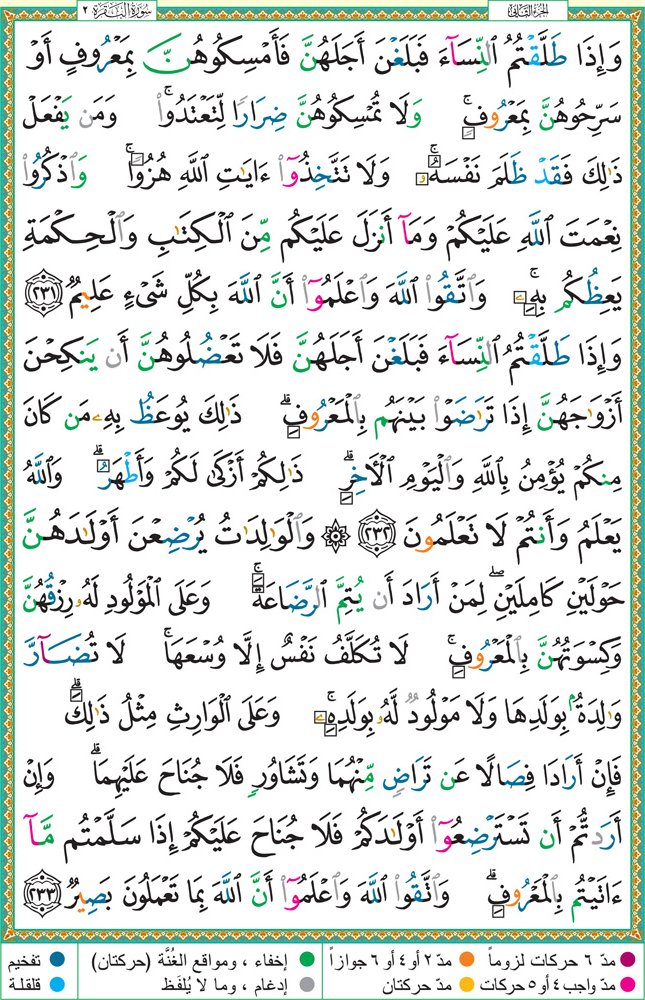 الجزء الثاني
سورة البقرة ٢
وَإِذَا طَلَّقْتُمُ ٱلنِّسَآءَ فَبَلَغْنَ أَجَلَهُنَّ فَأَمْسِكُوهُنَّ بِمَعْرُوفٍ أَوْ
سَرِّحُوهُنَّ بِمَعْرُوفٍۚ وَلَا تُمْسِكُوهُنَّ ضِرَارًا لِّتَعْتَدُوا۟ۚ وَمَن يَفْعَلْ
ذَٰلِكَ فَقَدْ ظَلَمَ نَفْسَهُۥۚ وَلَا تَتَّخِذُوٓا۟ ءَايَٰتِ ٱللَّهِ هُزُوًاۚ وَٱذْكُرُوا۟
نِعْمَتَ ٱللَّهِ عَلَيْكُمْ وَمَآ أَنزَلَ عَلَيْكُم مِّنَ ٱلْكِتَٰبِ وَٱلْحِكْمَةِ
يَعِظُكُم بِهِۦۚ وَٱتَّقُوا۟ ٱللَّهَ وَٱعْلَمُوٓا۟ أَنَّ ٱللَّهَ بِكُلِّ شَىْءٍ عَلِيمٌ ٢٣١
وَإِذَا طَلَّقْتُمُ ٱلنِّسَآءَ فَبَلَغْنَ أَجَلَهُنَّ فَلَا تَعْضُلُوهُنَّ أَن يَنكِحْنَ
أَزْوَٰجَهُنَّ إِذَا تَرَٰضَوْا۟ بَيْنَهُم بِٱلْمَعْرُوفِۗ ذَٰلِكَ يُوعَظُ بِهِۦ مَن كَانَ
مِنكُمْ يُؤْمِنُ بِٱللَّهِ وَٱلْيَوْمِ ٱلْـَٔاخِرِۗ ذَٰلِكُمْ أَزْكَىٰ لَكُمْ وَأَطْهَرُۗ وَٱللَّهُ
يَعْلَمُ وَأَنتُمْ لَا تَعْلَمُونَ ٢٣٢ ۞ وَٱلْوَٰلِدَٰتُ يُرْضِعْنَ أَوْلَٰدَهُنَّ
حَوْلَيْنِ كَامِلَيْنِۖ لِمَنْ أَرَادَ أَن يُتِمَّ ٱلرَّضَاعَةَۚ وَعَلَى ٱلْمَوْلُودِ لَهُۥ رِزْقُهُنَّ
وَكِسْوَتُهُنَّ بِٱلْمَعْرُوفِۚ لَا تُكَلَّفُ نَفْسٌ إِلَّا وُسْعَهَاۚ لَا تُضَآرَّ
وَٰلِدَةٌۢ بِوَلَدِهَا وَلَا مَوْلُودٌ لَّهُۥ بِوَلَدِهِۦۚ وَعَلَى ٱلْوَارِثِ مِثْلُ ذَٰلِكَۗ
فَإِنْ أَرَادَا فِصَالًا عَن تَرَاضٍ مِّنْهُمَا وَتَشَاوُرٍ فَلَا جُنَاحَ عَلَيْهِمَاۗ وَإِنْ
أَرَدتُّمْ أَن تَسْتَرْضِعُوٓا۟ أَوْلَٰدَكُمْ فَلَا جُنَاحَ عَلَيْكُمْ إِذَا سَلَّمْتُم مَّآ
ءَاتَيْتُم بِٱلْمَعْرُوفِۗ وَٱتَّقُوا۟ ٱللَّهَ وَٱعْلَمُوٓا۟ أَنَّ ٱللَّهَ بِمَا تَعْمَلُونَ بَصِيرٌ ٢٣٣
مدّ ٦ حركات لزوماً مدّ ٢ أو ٤ أو ٦ جوازاً إخفاء ، ومواقع الغُنَّة (حركتان) تفخيم
مدّ واجب ٤ أو ٥ حركات مدّ حركتان إدغام ، وما لا يُلفَظ قلقلة